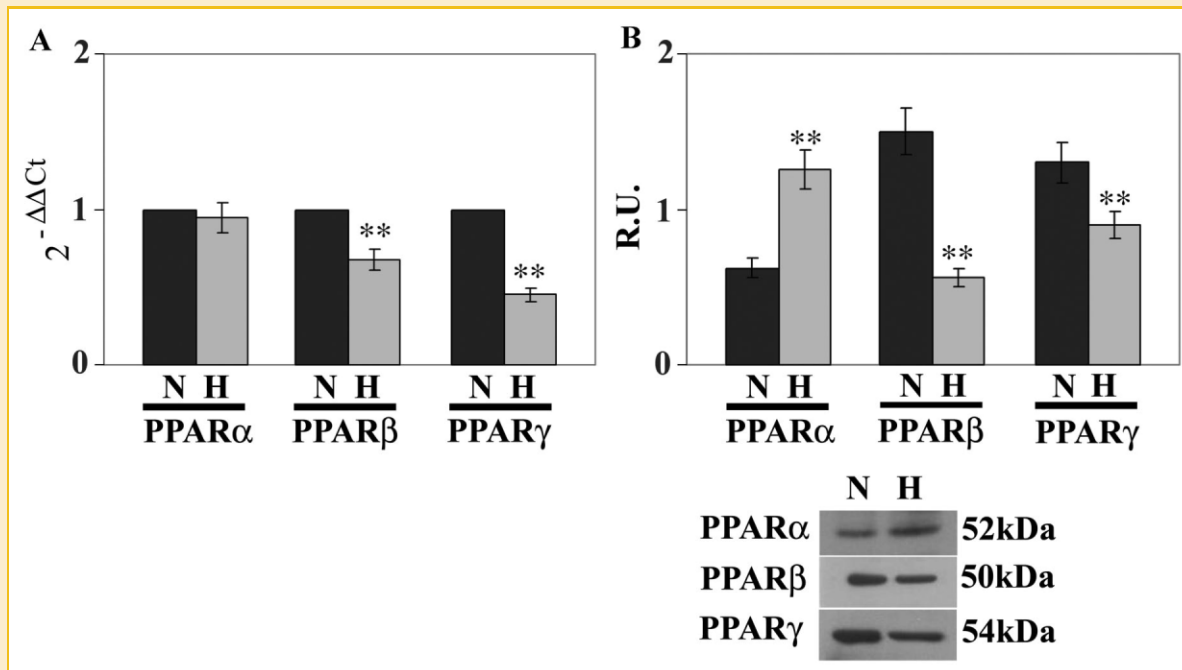 A
2
1
0
2^-ΔΔCt
**
**
N H N H N H
PPARα PPARβ PPARγ
B
2
1
0
R.U.
**
**
**
N H N H N H
PPARα PPARβ PPARγ
N H
PPARα 52kDa
PPARβ 50kDa
PPARγ 54kDa